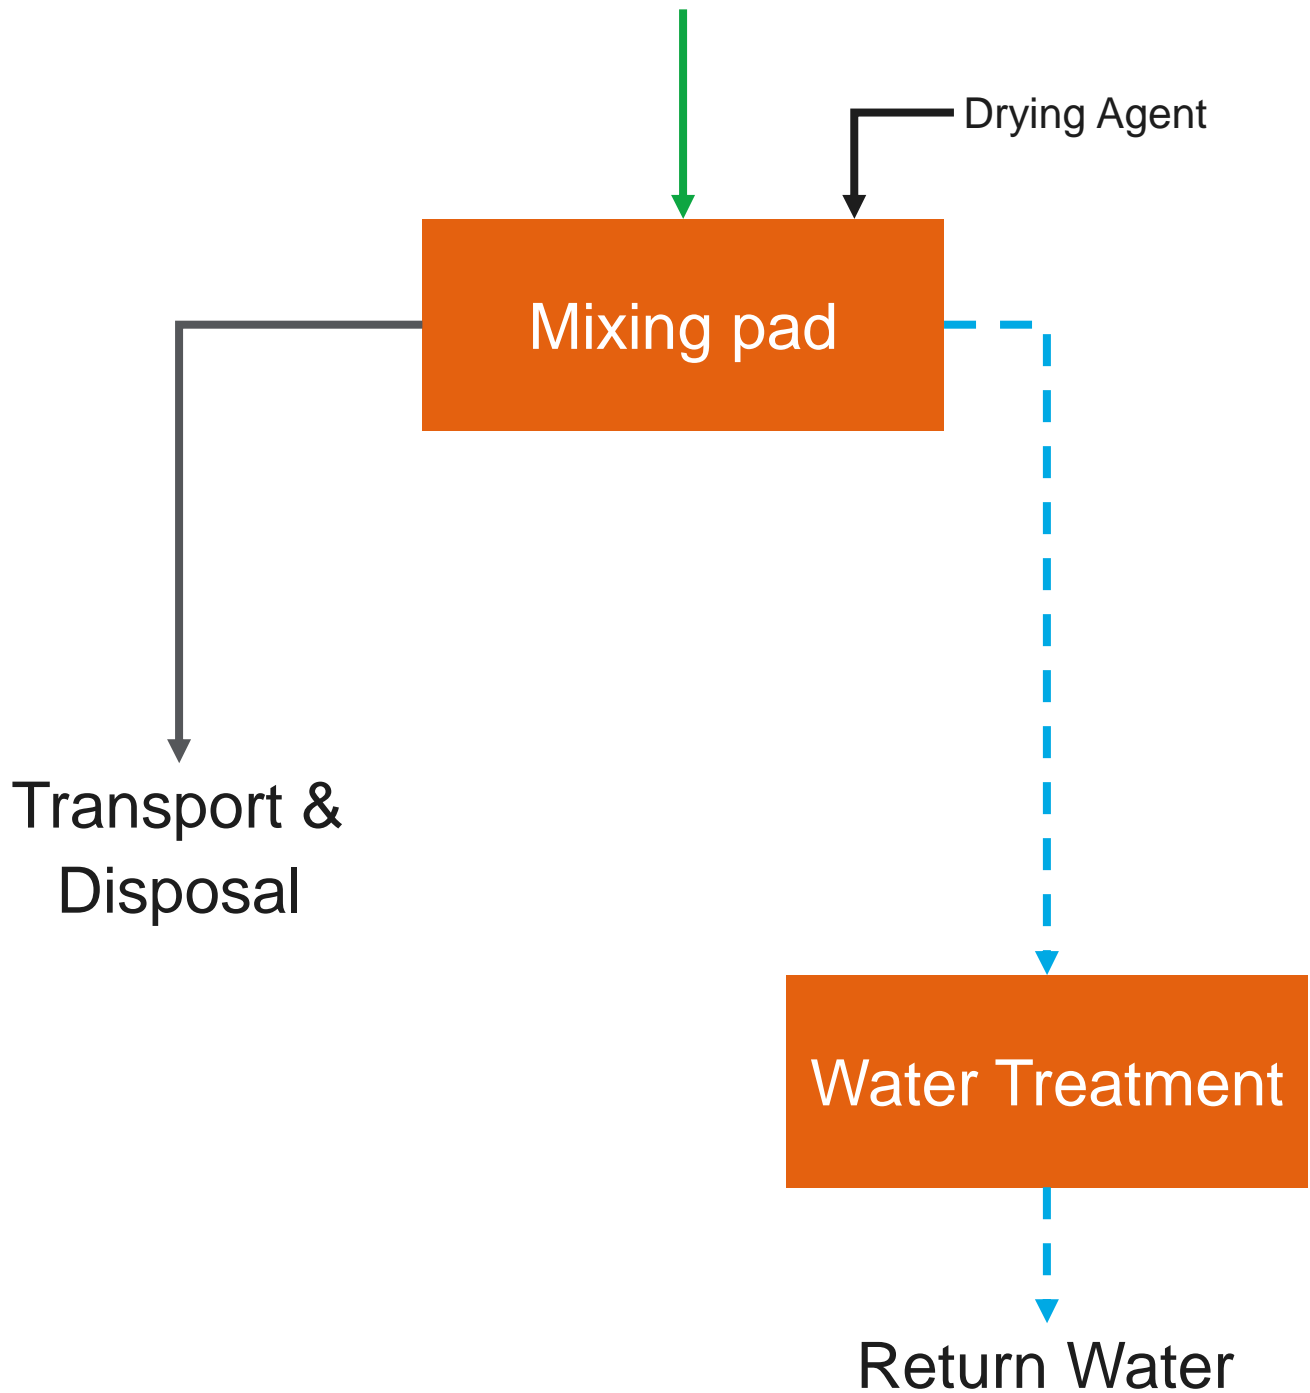 Drying Agent
Mixing pad
Transport &
Disposal
Water Treatment
Return Water